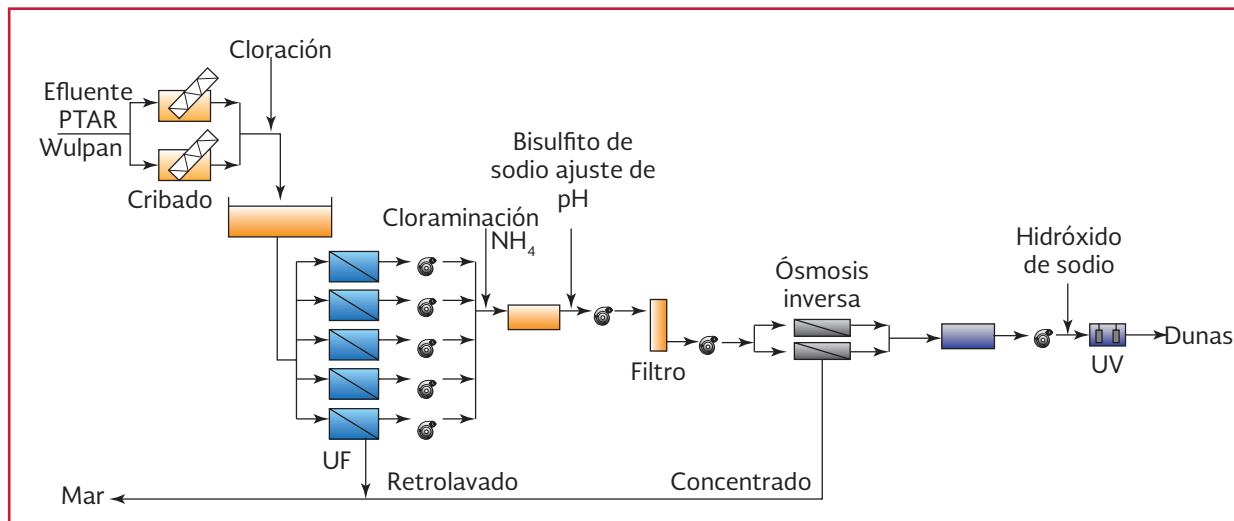 Cloración
Efluente
PTAR
Wulpan
Cribado
Cloraminación
NH4
Bisulfito de
sodio ajuste de
pH
Filtro
Ósmosis
inversa
Hidróxido
de sodio
UV
Dunas
UF
Retrolavado
Concentrado
Mar